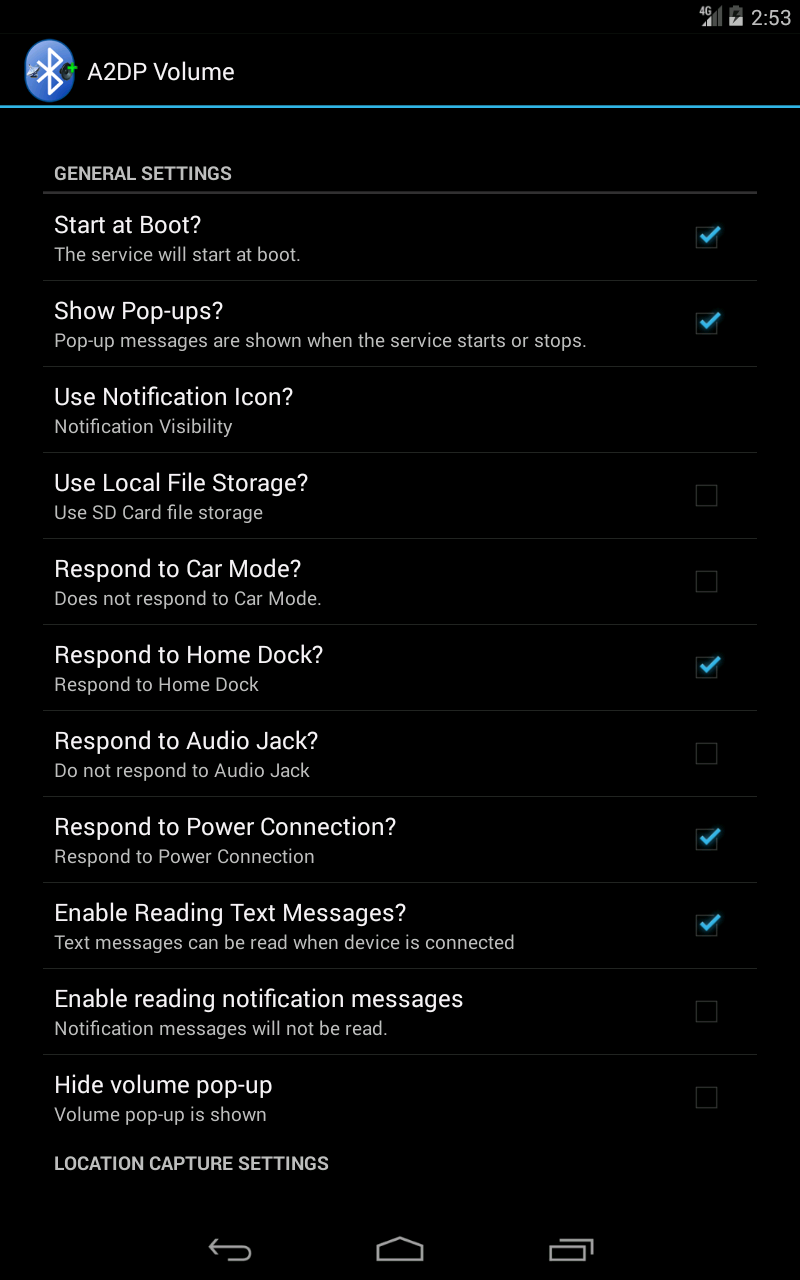 4G 2:53
A2DP Volume
GENERAL SETTINGS
Start at Boot?
The service will start at boot.
Show Pop-ups?
Pop-up messages are shown when the service starts or stops.
Use Notification Icon?
Notification Visibility
Use Local File Storage?
Use SD Card file storage
Respond to Car Mode?
Does not respond to Car Mode.
Respond to Home Dock?
Respond to Home Dock
Respond to Audio Jack?
Do not respond to Audio Jack
Respond to Power Connection?
Respond to Power Connection
Enable Reading Text Messages?
Text messages can be read when device is connected
Enable reading notification messages
Notification messages will not be read.
Hide volume pop-up
Volume pop-up is shown
LOCATION CAPTURE SETTINGS